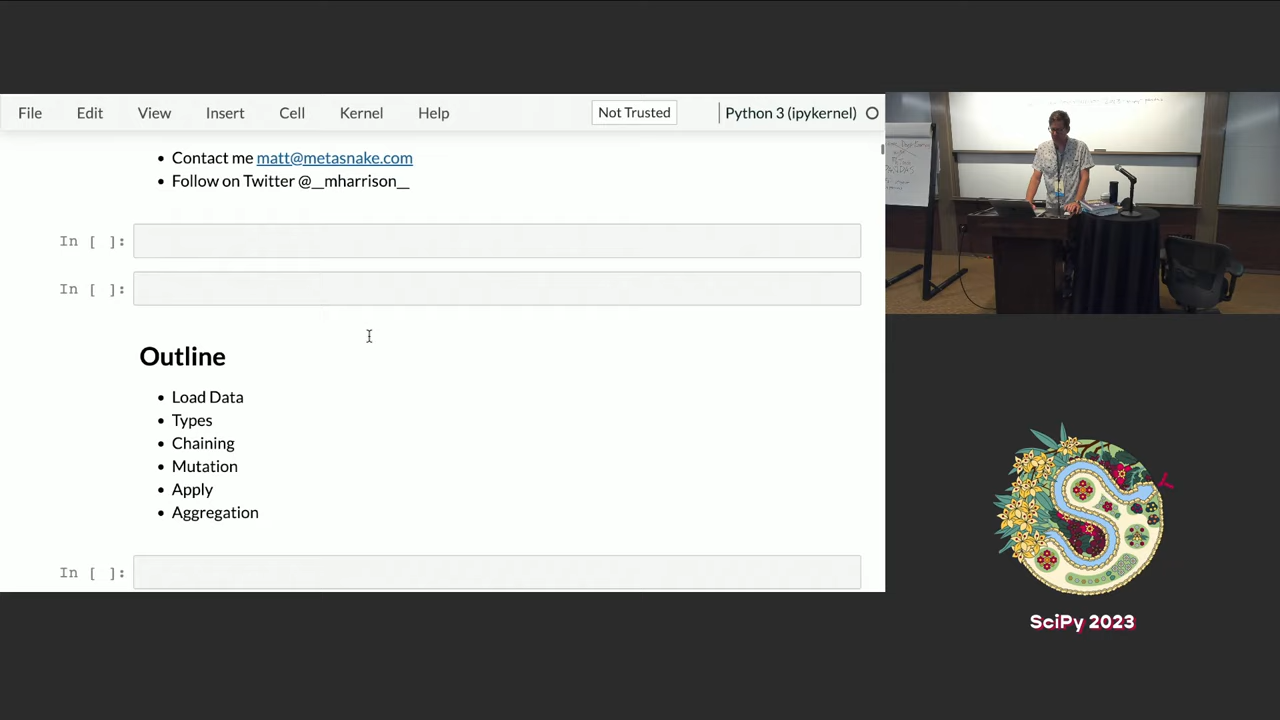 File Edit View Insert Cell Kernel Help Not Trusted Python 3 (ipykernel)
Contact me matt@metasnake.com
Follow on Twitter @__mharrison__
In [ ]:
In [ ]:
Outline
Load Data
Types
Chaining
Mutation
Apply
Aggregation
In [ ]:
SciPy 2023